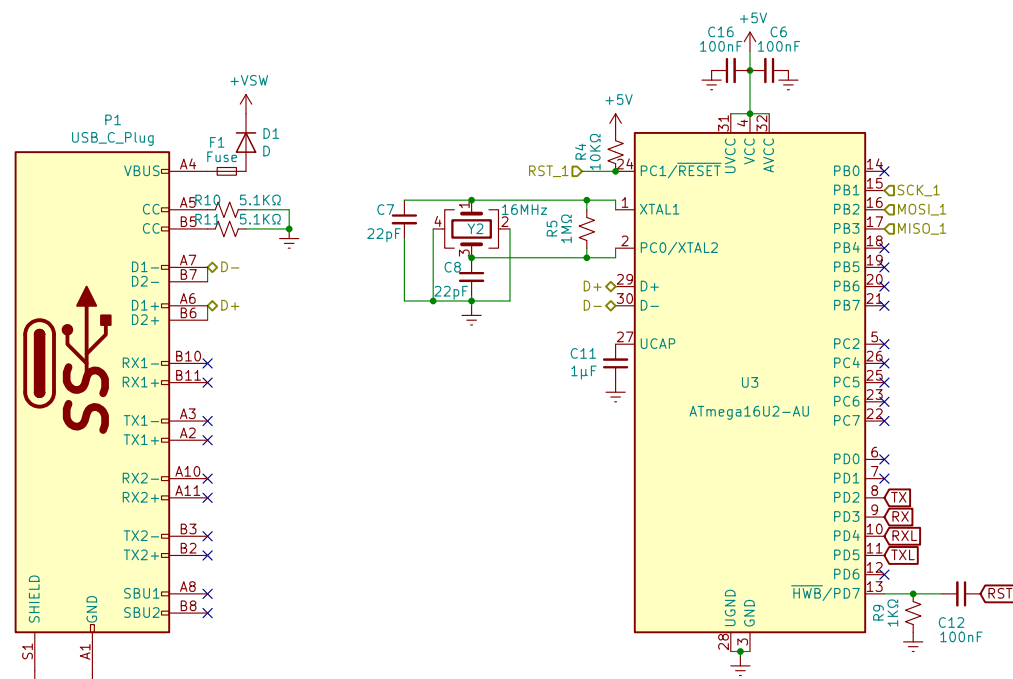 +5V
C16
100nF
C6
100nF
31
4
32
UVCC
VCC
AVCC
+VSW
P1
USB_C_Plug
F1
Fuse
D1
D
VBUS
A4
CC
A5
R10
5.1KΩ
CC
B5
R11
5.1KΩ
D1-
A7
D-
D2-
B7
D1+
A6
D+
D2+
B6
RX1-
B10
RX1+
B11
TX1-
A3
TX1+
A2
RX2-
A10
RX2+
A11
TX2-
B3
TX2+
B2
SBU1
A8
SBU2
B8
SS
SHIELD
GND
S1
A1
+5V
R4
10KΩ
RST_1
24
PC1/RESET
C7
22pF
1
16MHz
4
Y2
2
3
C8
22pF
R5
1MΩ
1
XTAL1
2
PC0/XTAL2
D+
29
D+
D-
30
D-
27
UCAP
C11
1µF
U3
ATmega16U2-AU
PB0
14
PB1
15
SCK_1
PB2
16
MOSI_1
PB3
17
MISO_1
PB4
18
PB5
19
PB6
20
PB7
21
PC2
5
PC4
26
PC5
25
PC6
23
PC7
22
PD0
6
PD1
7
PD2
8
TX
PD3
9
RX
PD4
10
RXL
PD5
11
TXL
PD6
12
HWB/PD7
13
RST
R9
1KΩ
C12
100nF
UGND
GND
28
3